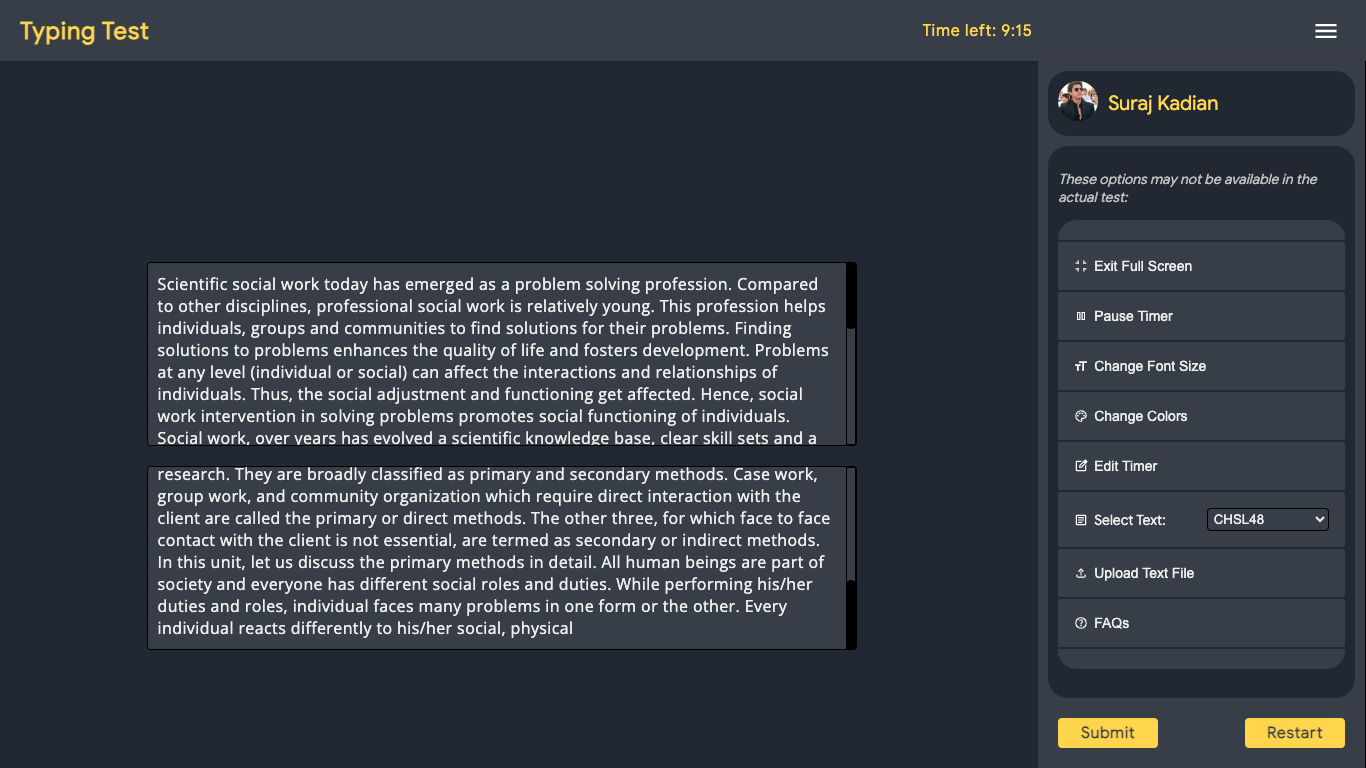 Typing Test
Time left: 9:15
Suraj Kadian
These options may not be available in the
actual test:
Exit Full Screen
Pause Timer
Change Font Size
Change Colors
Edit Timer
Select Text: CHSL48
Upload Text File
FAQs
Submit
Restart
Scientific social work today has emerged as a problem solving profession. Compared
to other disciplines, professional social work is relatively young. This profession helps
individuals, groups and communities to find solutions for their problems. Finding
solutions to problems enhances the quality of life and fosters development. Problems
at any level (individual or social) can affect the interactions and relationships of
individuals. Thus, the social adjustment and functioning get affected. Hence, social
work intervention in solving problems promotes social functioning of individuals.
Social work, over years has evolved a scientific knowledge base, clear skill sets and a
research. They are broadly classified as primary and secondary methods. Case work,
group work, and community organization which require direct interaction with the
client are called the primary or direct methods. The other three, for which face to face
contact with the client is not essential, are termed as secondary or indirect methods.
In this unit, let us discuss the primary methods in detail. All human beings are part of
society and everyone has different social roles and duties. While performing his/her
duties and roles, individual faces many problems in one form or the other. Every
individual reacts differently to his/her social, physical